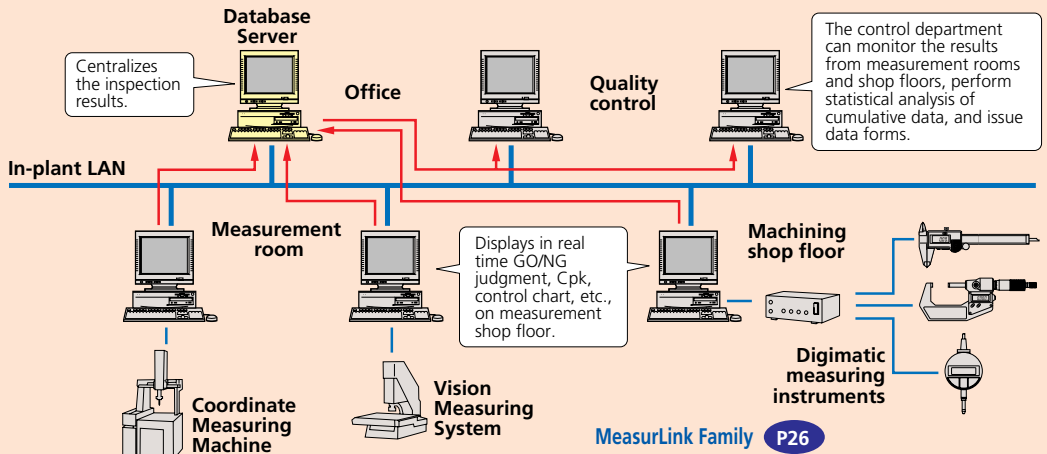 Database
Server
Centralizes
the inspection
results.
Office
Quality
control
The control department
can monitor the results
from measurement rooms
and shop floors, perform
statistical analysis of
cumulative data, and issue
data forms.
In-plant LAN
Measurement
room
Displays in real
time GO/NG
judgment, Cpk,
control chart, etc.,
on measurement
shop floor.
Machining
shop floor
Coordinate
Measuring
Machine
Vision
Measuring
System
Digimatic
measuring
instruments
MeasurLink Family P26